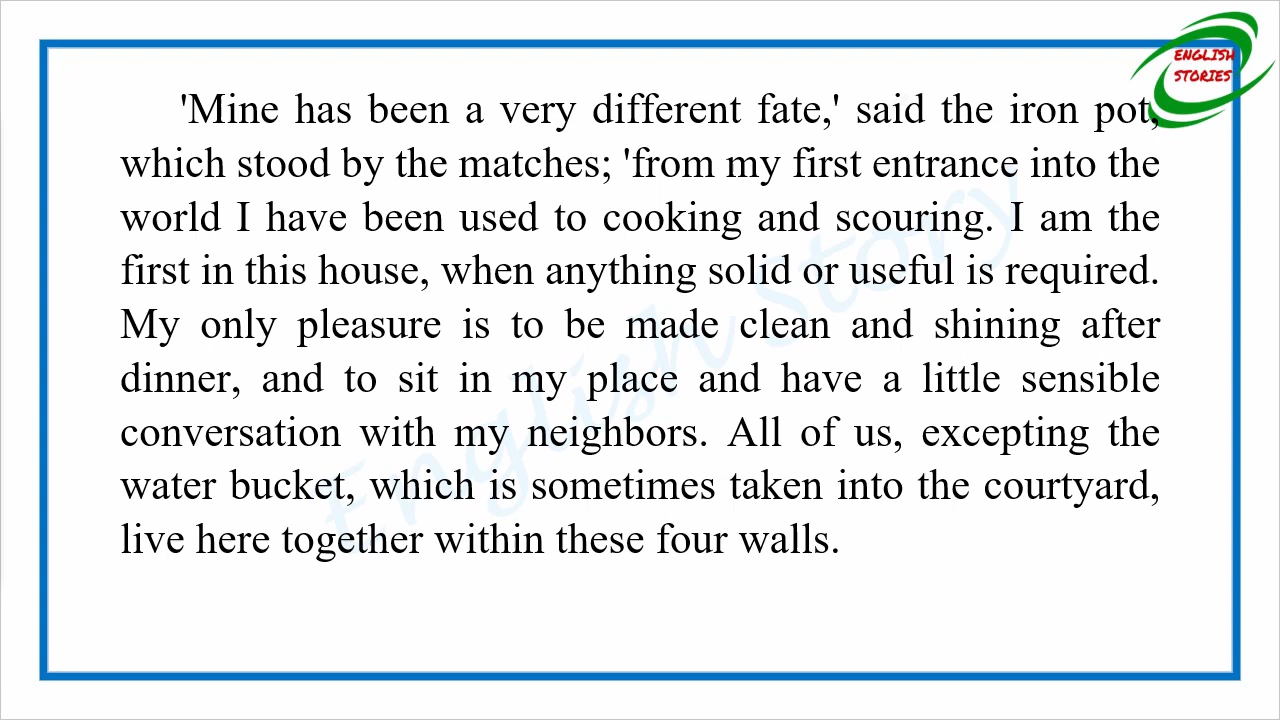 ENGLISH
STORIES
'Mine has been a very different fate,' said the iron pot,
which stood by the matches; 'from my first entrance into the
world I have been used to cooking and scouring. I am the
first in this house, when anything solid or useful is required.
My only pleasure is to be made clean and shining after
dinner, and to sit in my place and have a little sensible
conversation with my neighbors. All of us, excepting the
water bucket, which is sometimes taken into the courtyard,
live here together within these four walls.
English Story